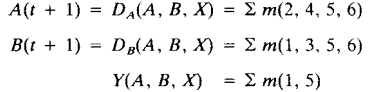 A(t + 1) = D_A(A, B, X) = Σ m(2, 4, 5, 6)
B(t + 1) = D_B(A, B, X) = Σ m(1, 3, 5, 6)
Y(A, B, X) = Σ m(1, 5)